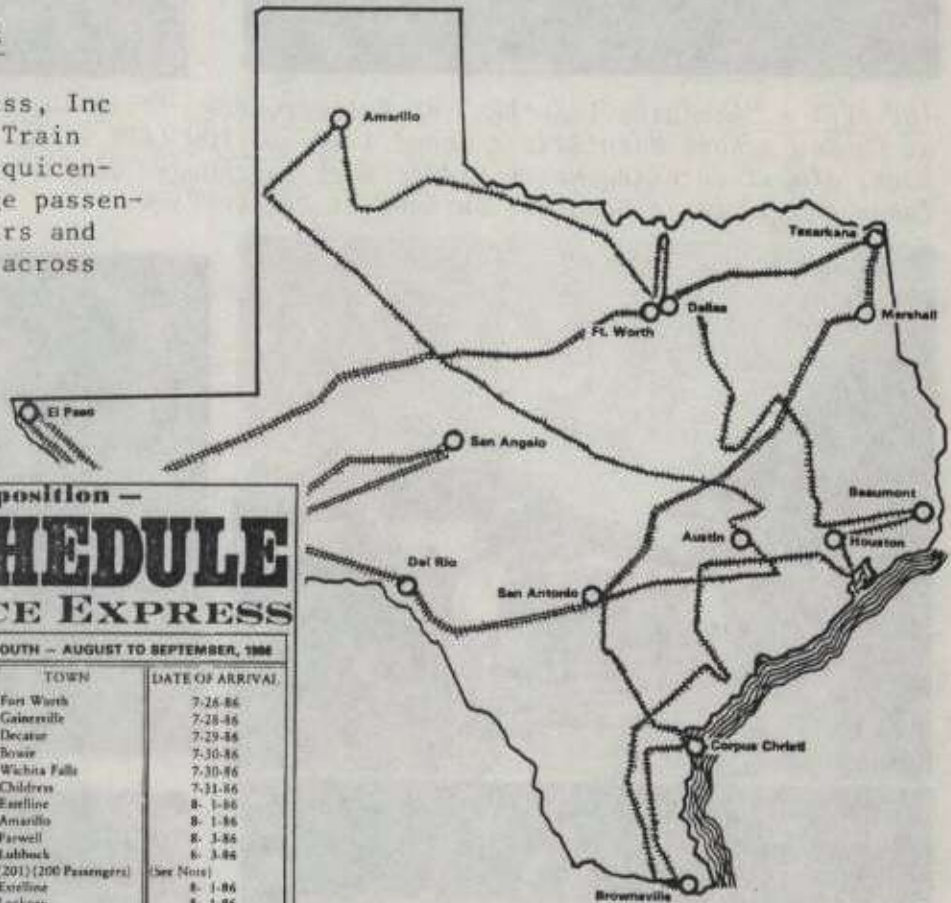 ss, Inc
Train
quicen-
e passen-
rs and
across
Amarillo
Texarkana
Dallas
Ft. Worth
Marshall
El Paso
San Angelo
Beaumont
Austin
Houston
Del Rio
San Antonio
Corpus Christi
Brownsville
position —
HEDULE
CE EXPRESS
OUTH — AUGUST TO SEPTEMBER, 1986
TOWN DATE OF ARRIVAL
Fort Worth 7-26-86
Gainesville 7-28-86
Decatur 7-29-86
Bowie 7-30-86
Wichita Falls 7-30-86
Childress 7-31-86
Estelline 8- 1-86
Amarillo 8- 1-86
Farwell 8- 3-86
Lubbock 8- 3-86
(201) (200 Passengers) (See Note)
Estelline 8- 1-86
Lockney 8- 1-86